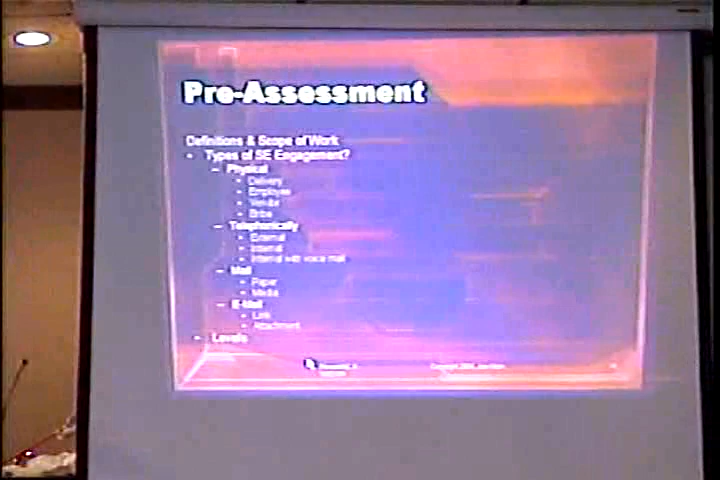 Pre-Assessment
Definitions & Scope of Work
• Types of SE Engagement?
– Physical
• Delivery
• Employee
• Vendor
• Bribe
– Telephonically
• External
• Internal
• Internal with voice mail
– Mail
• Paper
• Media
– E-Mail
• Link
• Attachment
• Levels